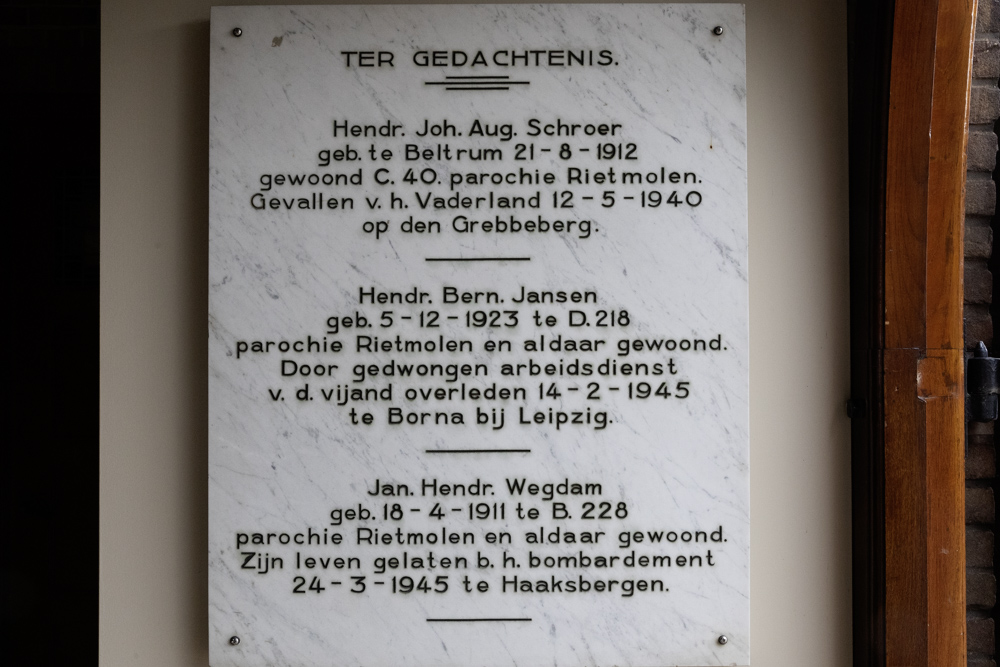 TER GEDACHTENIS.
Hendr. Joh. Aug. Schroer
geb. te Beltrum 21-8-1912
gewoond C. 40. parochie Rietmolen.
Gevallen v. h. Vaderland 12-5-1940
op den Grebbeberg.
Hendr. Bern. Jansen
geb. 5-12-1923 te D. 218
parochie Rietmolen en aldaar gewoond.
Door gedwongen arbeidsdienst
v. d. vijand overleden 14-2-1945
te Borna bij Leipzig.
Jan. Hendr. Wegdam
geb. 18-4-1911 te B. 228
parochie Rietmolen en aldaar gewoond.
Zijn leven gelaten b. h. bombardement
24-3-1945 te Haaksbergen.